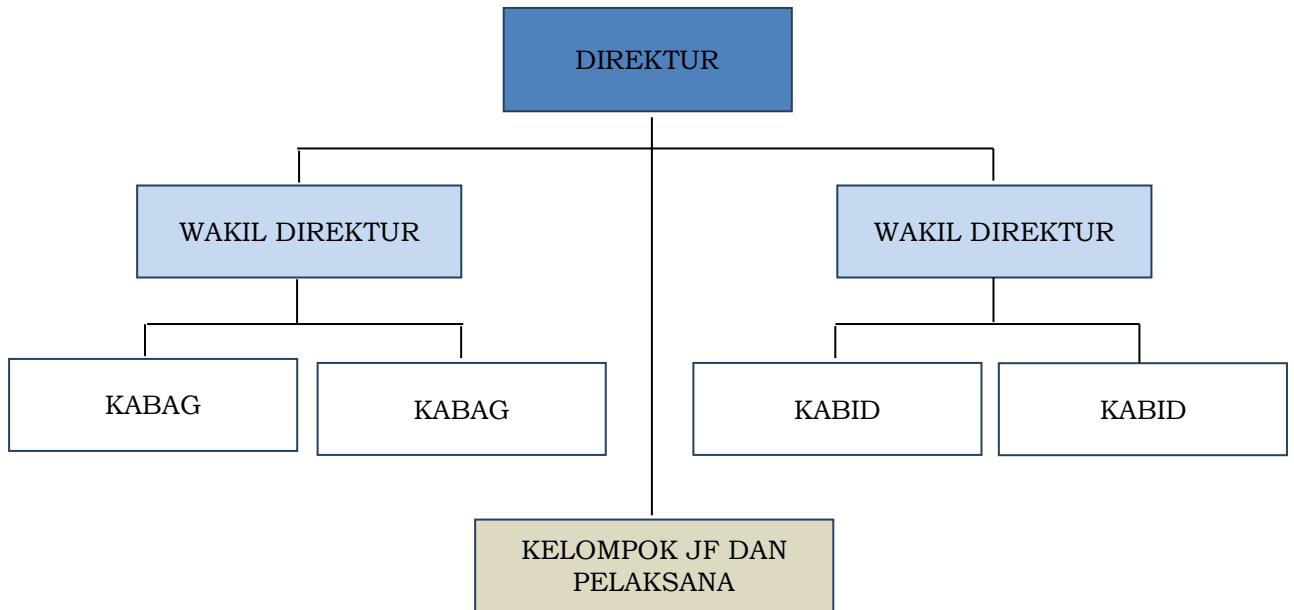 DIREKTUR
WAKIL DIREKTUR
WAKIL DIREKTUR
KABAG
KABAG
KABID
KABID
KELOMPOK JF DAN
PELAKSANA